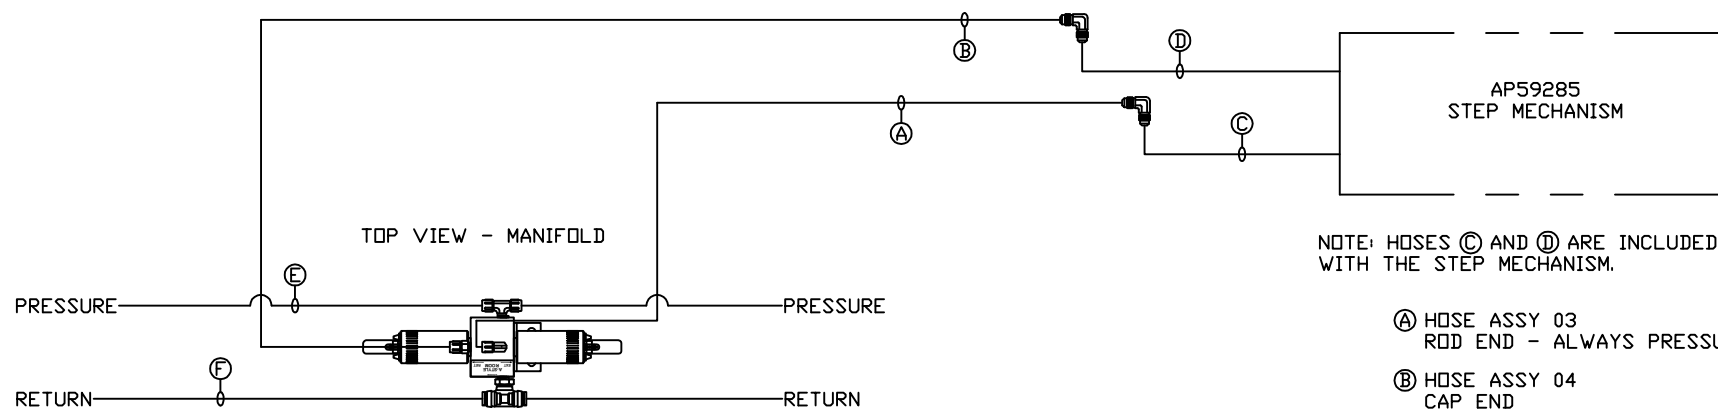 B
D
AP59285
STEP MECHANISM
A
C
TOP VIEW - MANIFOLD
NOTE: HOSES C AND D ARE INCLUDED
WITH THE STEP MECHANISM.
E
PRESSURE
PRESSURE
A HOSE ASSY 03
ROD END - ALWAYS
F
B HOSE ASSY 04
CAP END
RETURN
RETURN